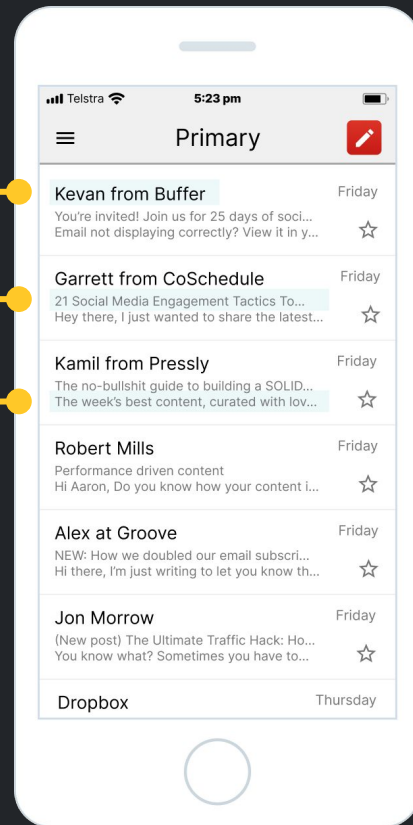 Telstra 5:23 pm
Primary
Kevan from Buffer Friday
You're invited! Join us for 25 days of soci...
Email not displaying correctly? View it in y...
Garrett from CoSchedule Friday
21 Social Media Engagement Tactics To...
Hey there, I just wanted to share the latest...
Kamil from Pressly Friday
The no-bullshit guide to building a SOLID...
The week's best content, curated with lov...
Robert Mills Friday
Performance driven content
Hi Aaron, Do you know how your content i...
Alex at Groove Friday
NEW: How we doubled our email subscri...
Hi there, I'm just writing to let you know th...
Jon Morrow Friday
(New post) The Ultimate Traffic Hack: Ho...
You know what? Sometimes you have to...
Dropbox Thursday